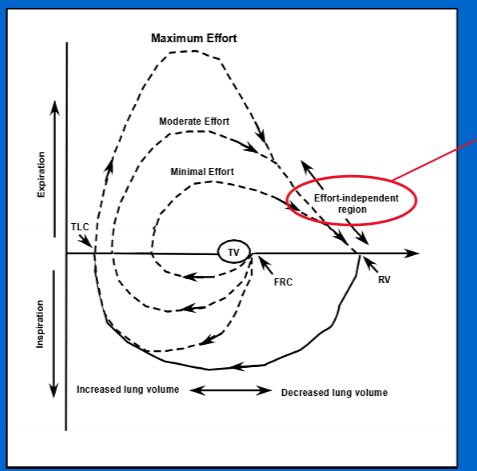 Maximum Effort
Moderate Effort
Minimal Effort
Expiration
Effort-independent
region
TLC
TV
FRC
RV
Inspiration
Increased lung volume
Decreased lung volume